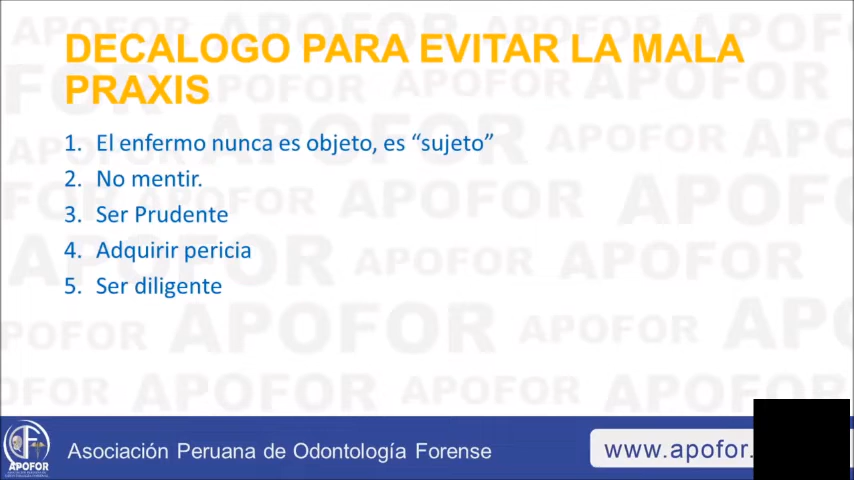 DECALOGO PARA EVITAR LA MALA
PRAXIS
1. El enfermo nunca es objeto, es “sujeto”
2. No mentir.
3. Ser Prudente
4. Adquirir pericia
5. Ser diligente
APOFOR
Asociación Peruana de Odontología Forense
www.apofor.